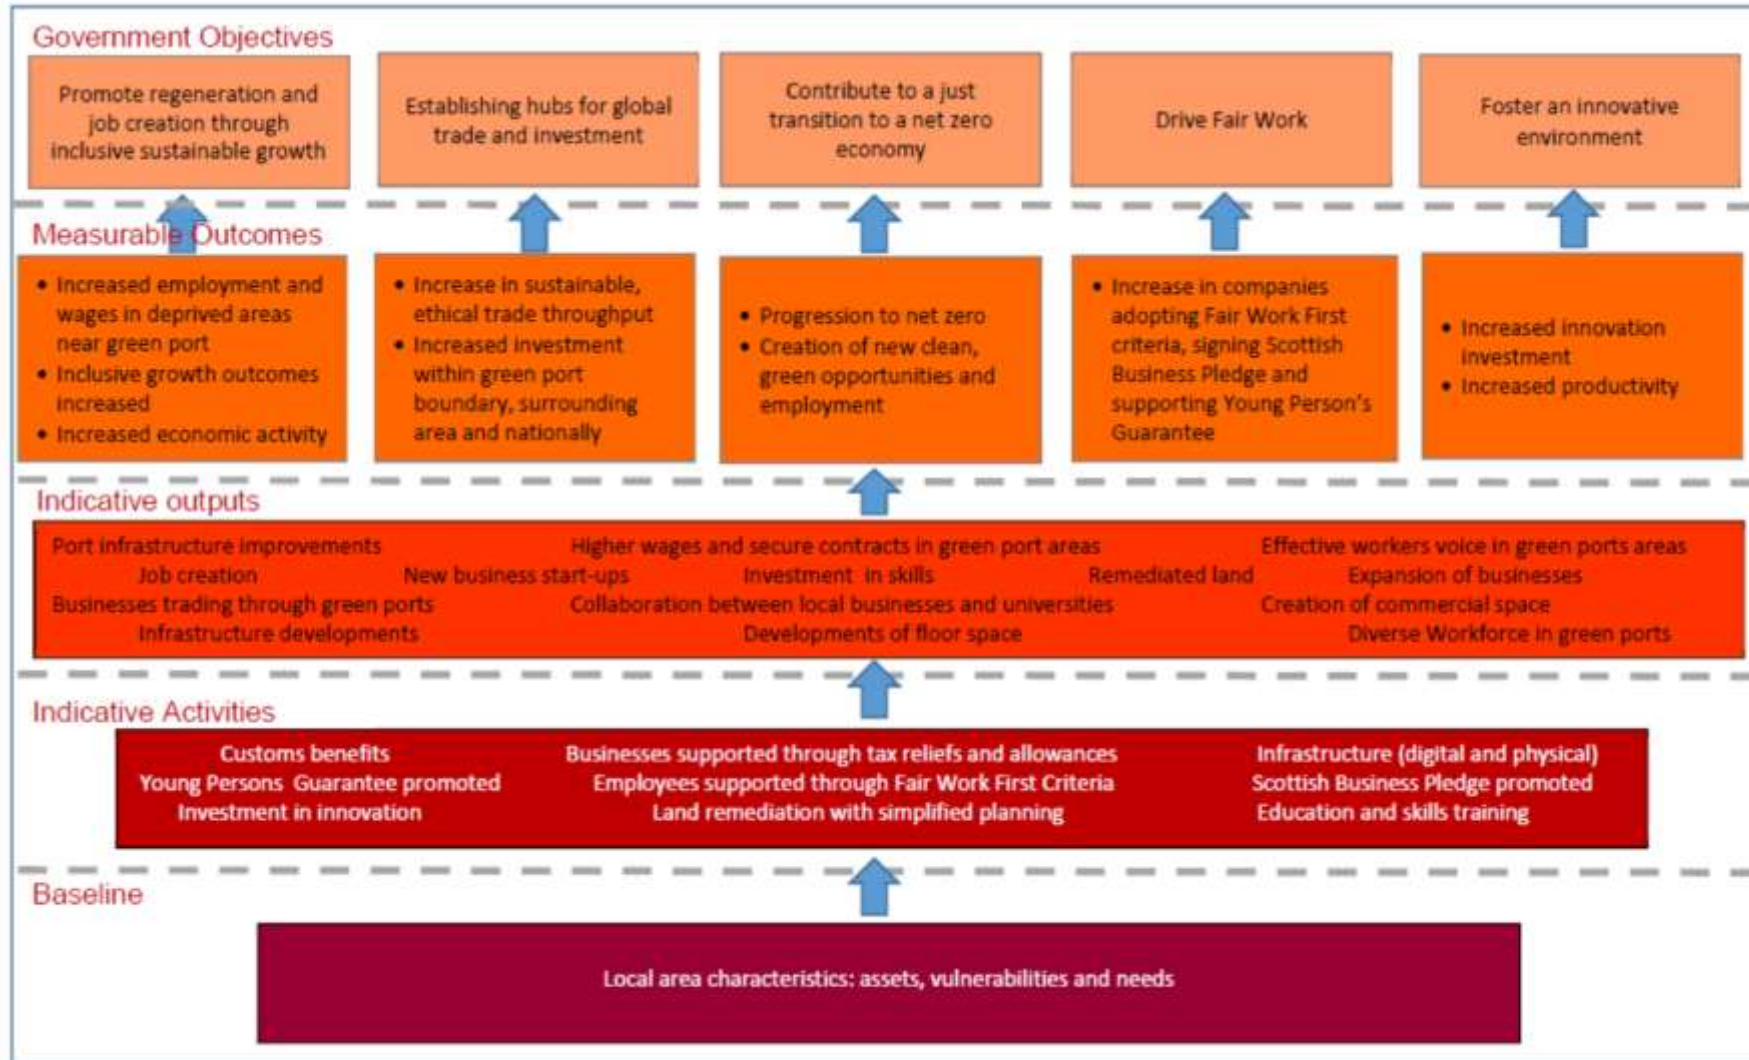 Government Objectives
Promote regeneration and
job creation through
inclusive sustainable growth
Establishing hubs for global
trade and investment
Contribute to a just
transition to a net zero
economy
Drive Fair Work
Foster an innovative
environment
Measurable Outcomes
• Increased employment and
wages in deprived areas
near green port
• Inclusive growth outcomes
increased
• Increased economic activity
• Increase in sustainable,
ethical trade throughput
• Increased investment
within green port
boundary, surrounding
area and nationally
• Progression to net zero
• Creation of new clean,
green opportunities and
employment
• Increase in companies
adopting Fair Work First
criteria, signing Scottish
Business Pledge and
supporting Young Person's
Guarantee
• Increased innovation
investment
• Increased productivity
Indicative outputs
Port infrastructure improvements Higher wages and secure contracts in green port areas Effective workers voice in green ports areas
Job creation New business start-ups Investment in skills Remediated land Expansion of businesses
Businesses trading through green ports Collaboration between local businesses and universities Creation of commercial space
Infrastructure developments Developments of floor space Diverse Workforce in green ports
Indicative Activities
Customs benefits Businesses supported through tax reliefs and allowances Infrastructure (digital and physical)
Young Persons Guarantee promoted Employees supported through Fair Work First Criteria Scottish Business Pledge promoted
Investment in innovation Land remediation with simplified planning Education and skills training
Baseline
Local area characteristics: assets, vulnerabilities and needs